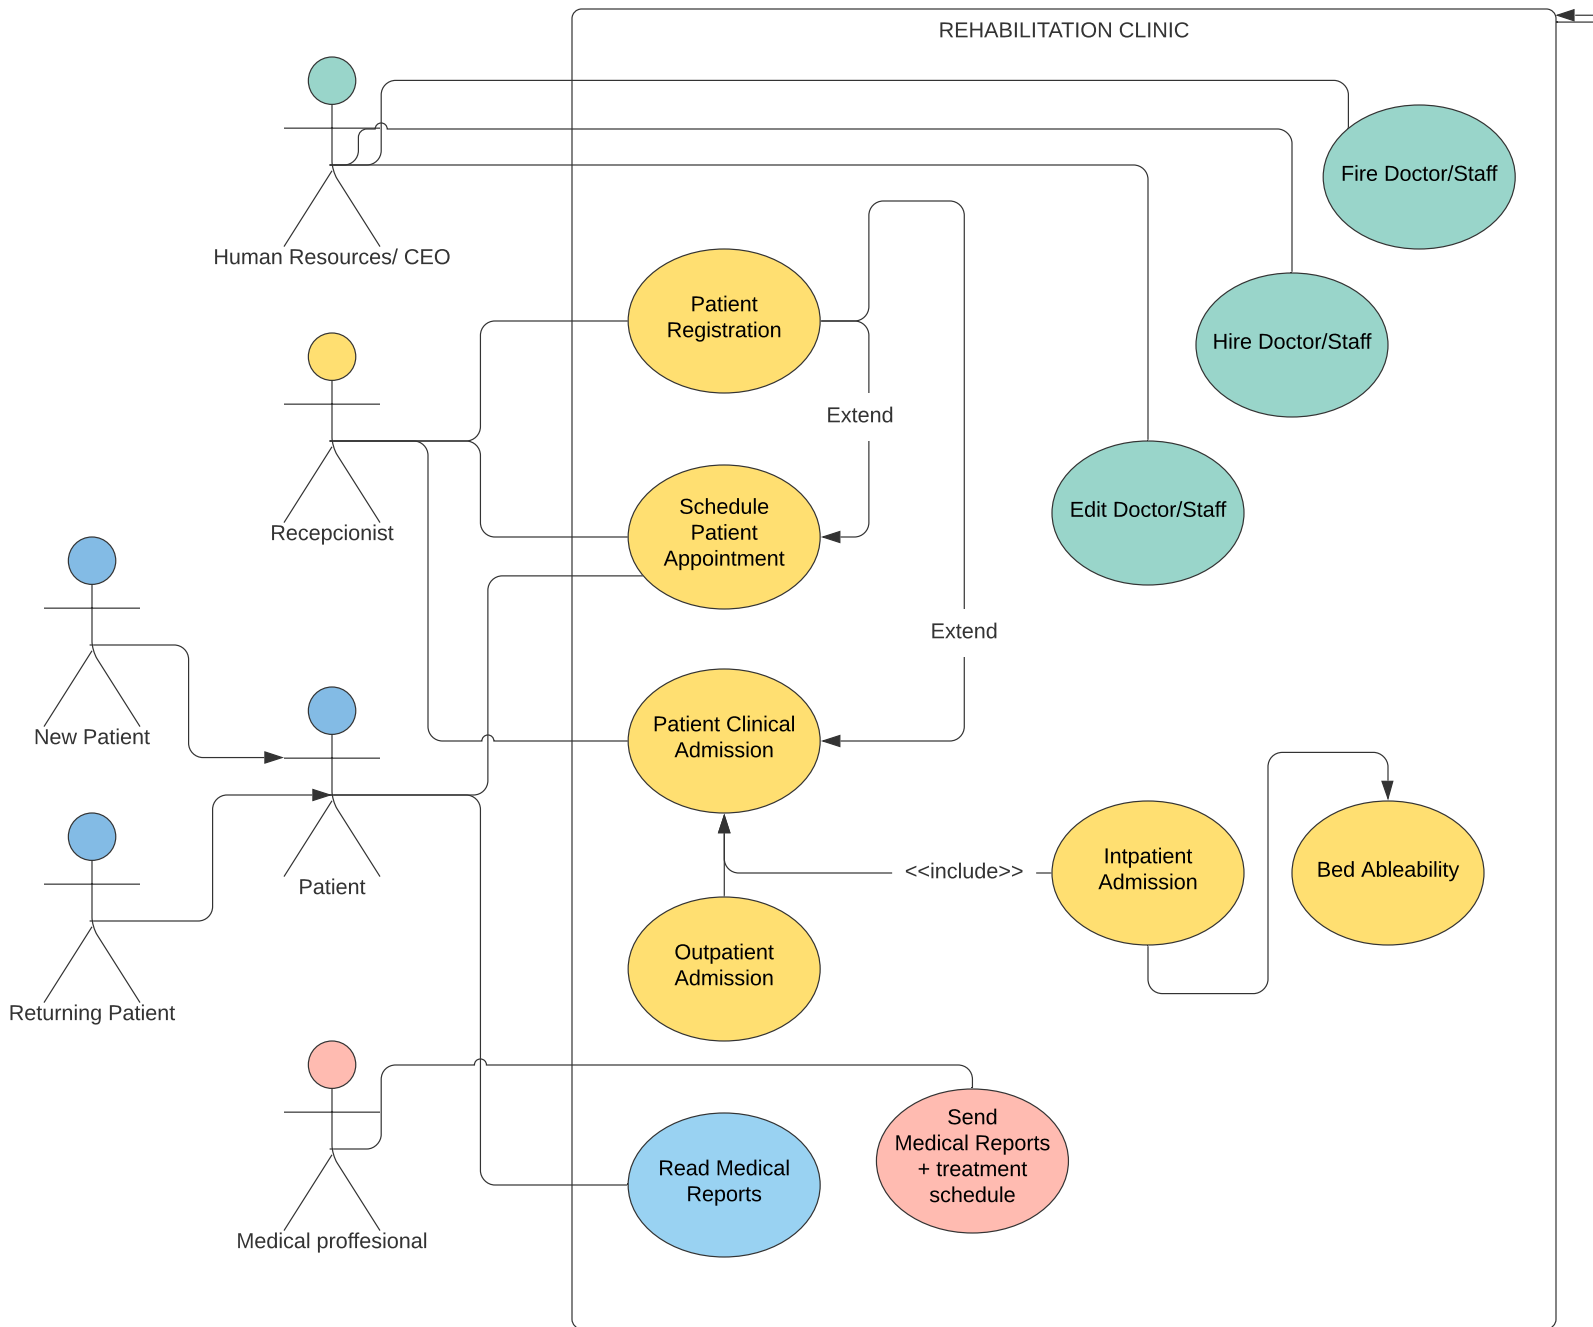 REHABILITATION CLINIC
Fire Doctor/Staff
Human Resources/ CEO
Patient
Registration
Hire Doctor/Staff
Extend
Recepcionist
Schedule
Patient
Appointment
Edit Doctor/Staff
Extend
New Patient
Patient Clinical
Admission
Patient
<<include>>
Intpatient
Admission
Bed Ableability
Outpatient
Admission
Returning Patient
Send
Medical Reports
+ treatment
schedule
Read Medical
Reports
Medical proffesional